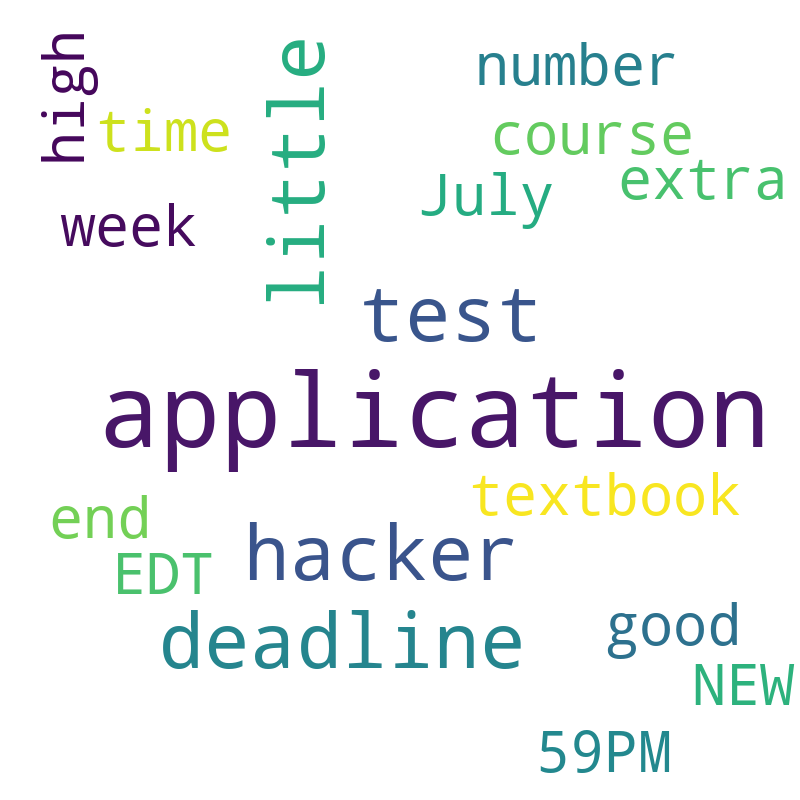 high
little
number
time
course
extra
July
week
test
application
textbook
end
hacker
EDT
deadline
good
NEW
59PM